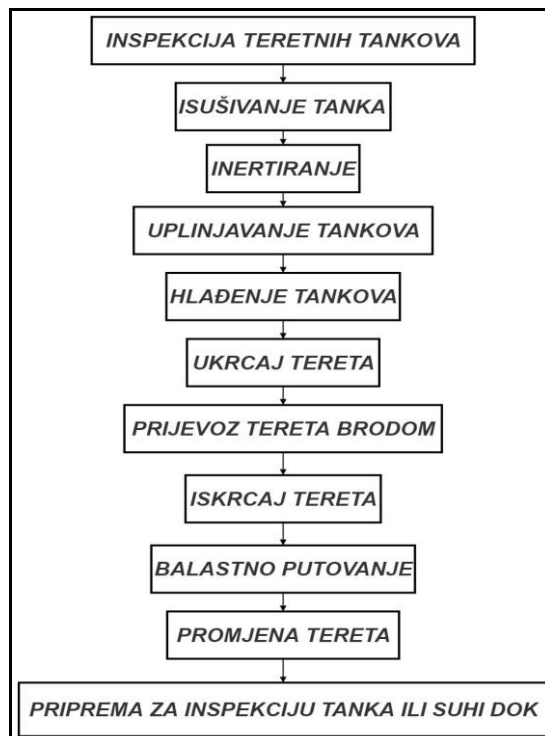 INSPEKCIJA TERETNIH TANKOVA
ISUŠIVANJE TANKA
INERTIRANJE
UPLINJAVANJE TANKOVA
HLAĐENJE TANKOVA
UKRCAJ TERETA
PRIJEVOZ TERETA BRODOM
ISKRCAJ TERETA
BALASTNO PUTOVANJE
PROMJENA TERETA
PRIPREMA ZA INSPEKCIJU TANKA ILI SUHI DOK